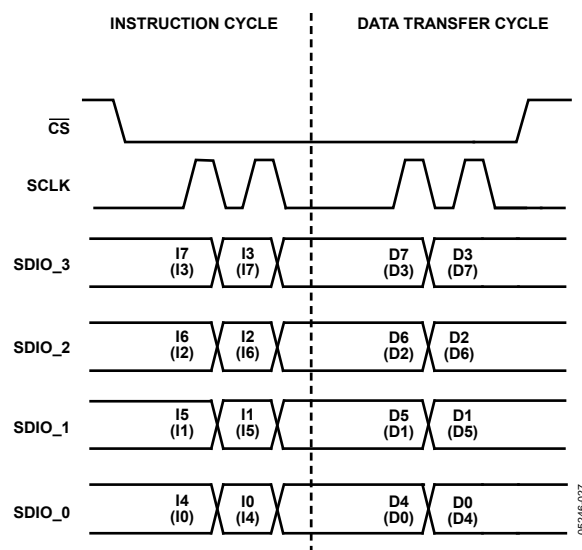 INSTRUCTION CYCLE DATA TRANSFER CYCLE
CS
SCLK
SDIO_3 I7 I3 D7 D3
(I3) (I7) (D3) (D7)
SDIO_2 I6 I2 D6 D2
(I2) (I6) (D2) (D6)
SDIO_1 I5 I1 D5 D1
(I1) (I5) (D1) (D5)
SDIO_0 I4 I0 D4 D0
(I0) (I4) (D0) (D4)
05246-027